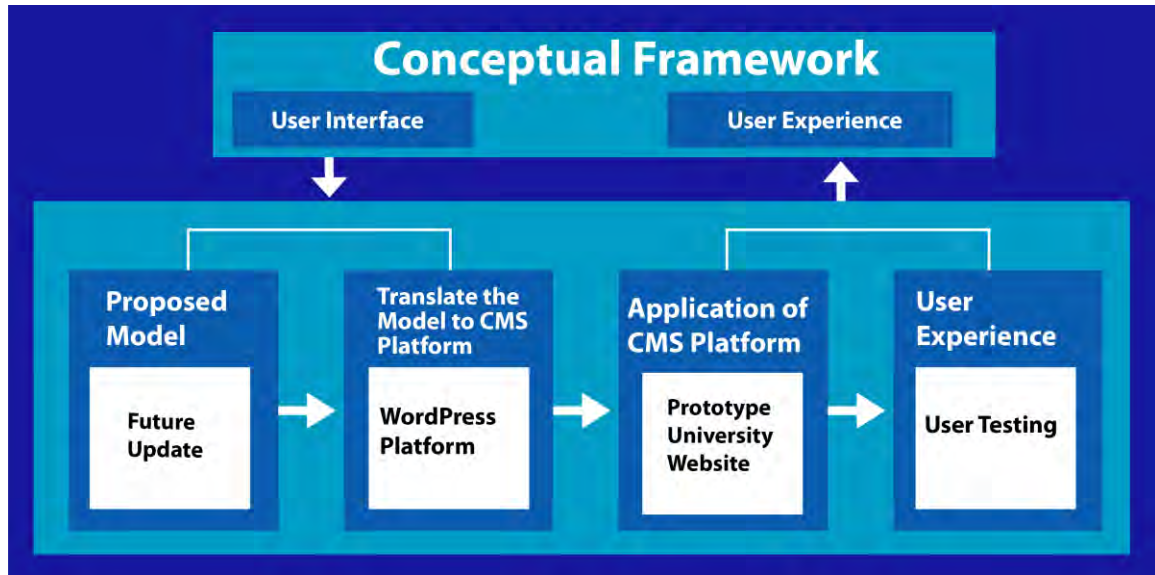 Conceptual Framework
User Interface
User Experience
Proposed
Model
Future
Update
Translate the
Model to CMS
Platform
WordPress
Platform
Application of
CMS Platform
Prototype
University
Website
User
Experience
User Testing